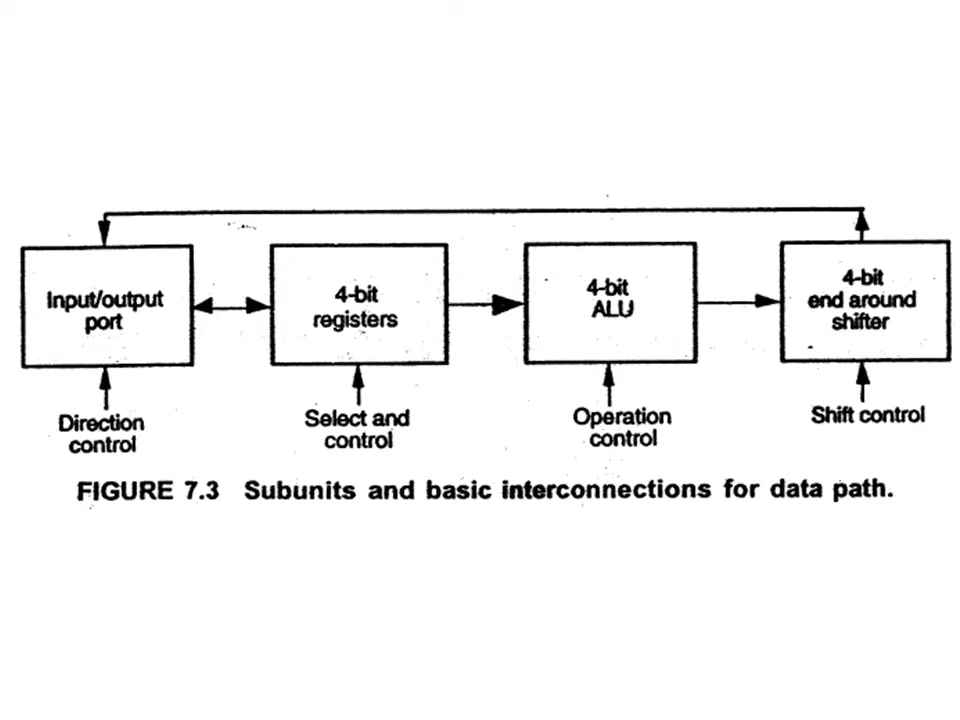 Input/output
port
4-bit
registers
4-bit
ALU
4-bit
end around
shifter
Direction
control
Select and
control
Operation
control
Shift control
FIGURE 7.3 Subunits and basic interconnections for data path.